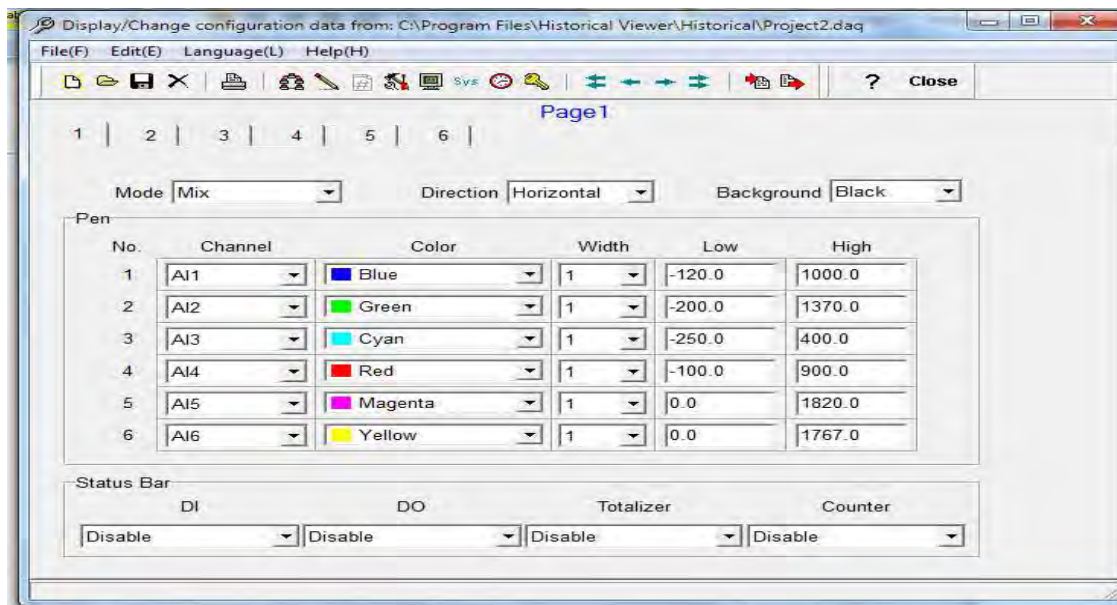 Display/Change configuration data from: C:\Program Files\Historical Viewer\Historical\Project2.daq
File(F) Edit(E) Language(L) Help(H)
Sys ? Close
Page1
1 2 3 4 5 6
Mode Mix Direction Horizontal Background Black
Pen
No. Channel Color Width Low High
1 AI1 Blue 1 -120.0 1000.0
2 AI2 Green 1 -200.0 1370.0
3 AI3 Cyan 1 -250.0 400.0
4 AI4 Red 1 -100.0 900.0
5 AI5 Magenta 1 0.0 1820.0
6 AI6 Yellow 1 0.0 1767.0
Status Bar
DI DO Totalizer Counter
Disable Disable Disable Disable